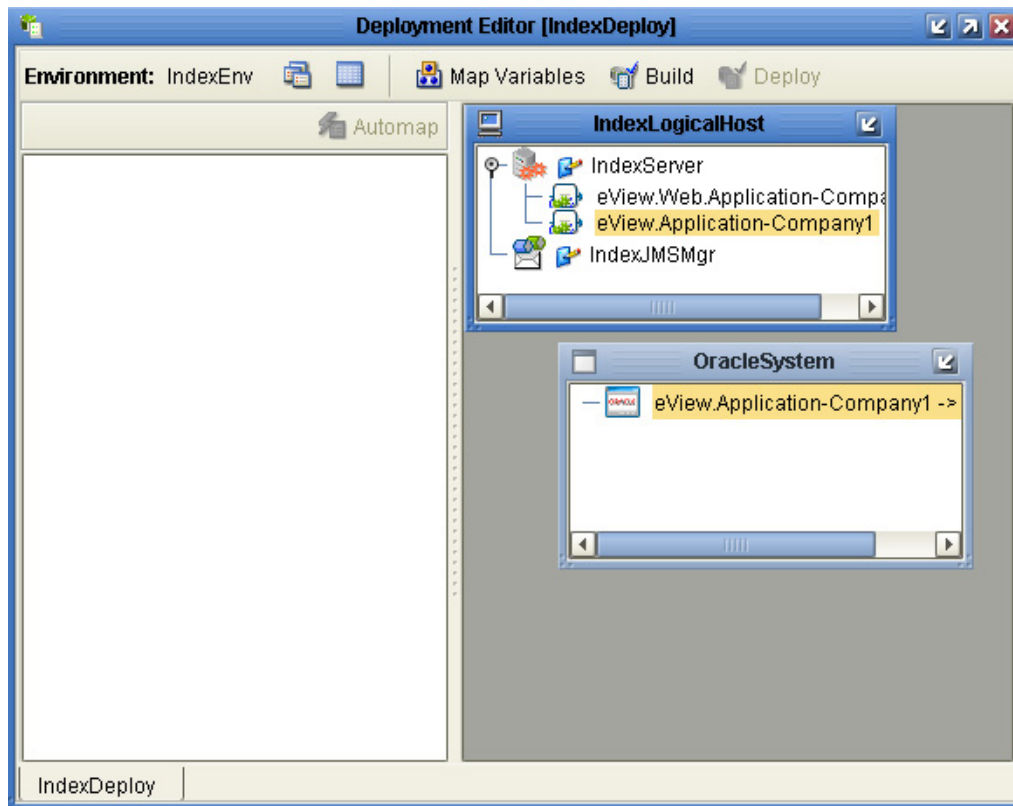 Deployment Editor [IndexDeploy]
Environment: IndexEnv Map Variables Build Deploy
Automap
IndexLogicalHost
IndexServer
eView.Web.Application-Compa
eView.Application-Company1
IndexJMSMgr
OracleSystem
ORACLE eView.Application-Company1 ->
IndexDeploy